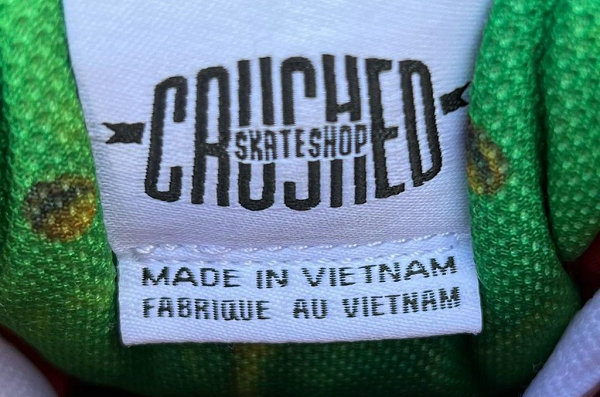 CRUSHED
SKATESHOP
MADE IN VIETNAM
FABRIQUE AU VIETNAM